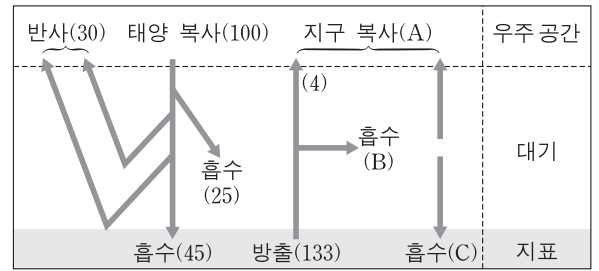 반사(30) 태양 복사(100) 지구 복사(A) 우주 공간
(4)
흡수
(B)
대기
흡수
(25)
흡수(45) 방출(133) 흡수(C) 지표